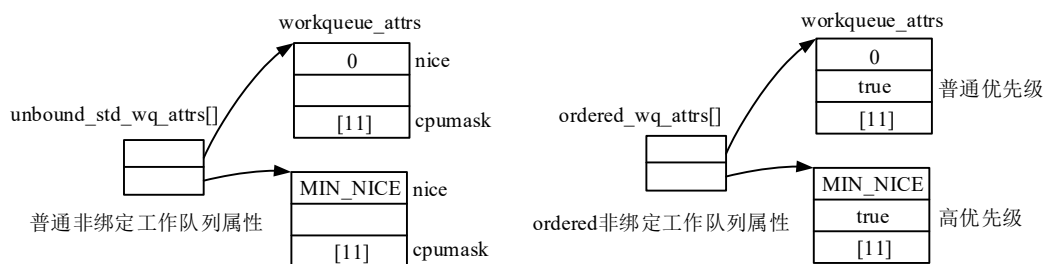 workqueue_attrs
0 nice
unbound_std_wq_attrs[]
[11] cpumask
MIN_NICE nice
普通非绑定工作队列属性
[11] cpumask
workqueue_attrs
0
true 普通优先级
ordered_wq_attrs[]
[11]
MIN_NICE
true 高优先级
ordered非绑定工作队列属性
[11]